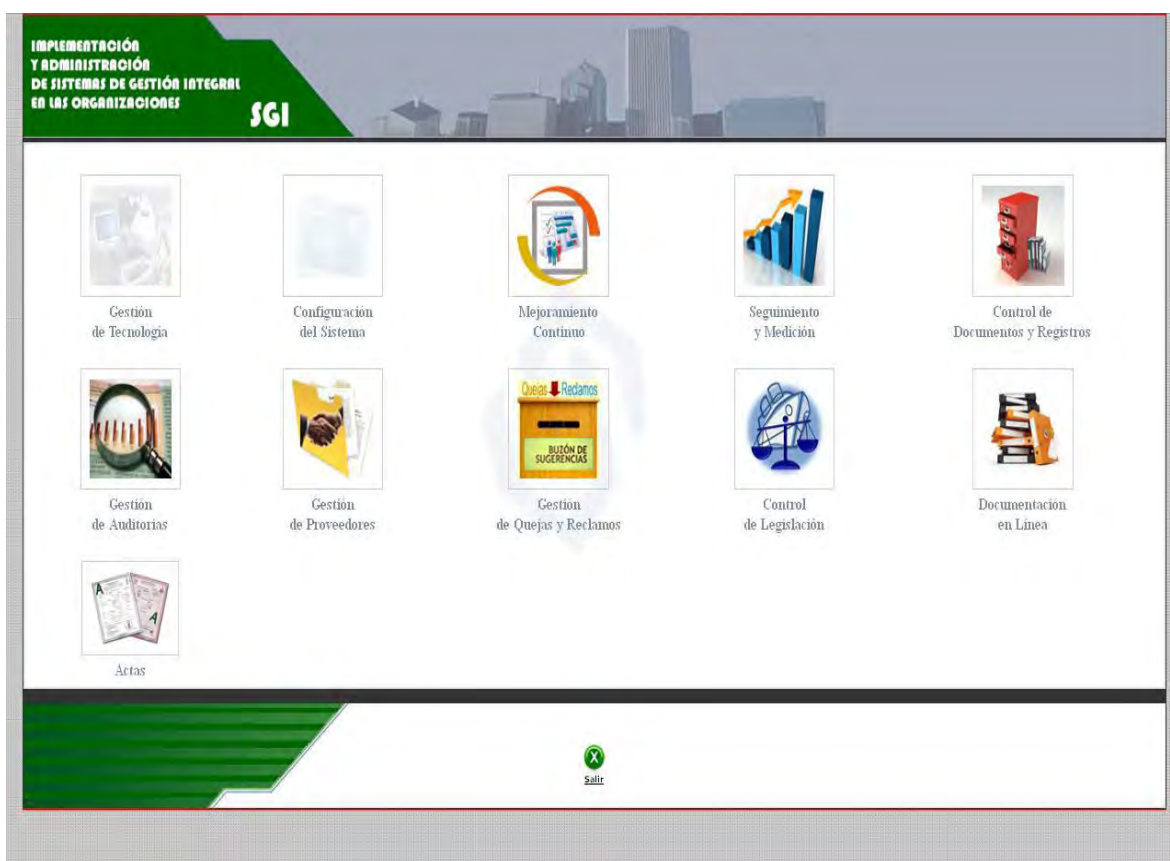 IMPLEMENTACIÓN
Y ADMINISTRACIÓN
DE SISTEMAS DE GESTIÓN INTEGRAL
EN LAS ORGANIZACIONES
SGI
Gestión
de Tecnologia
Configuración
del Sistema
Mejoramiento
Continuo
Seguimiento
y Medición
Control de
Documentos y Registros
Quejas Reclamos
BUZÓN DE
SUGERENCIAS
Gestión
de Auditorias
Gestión
de Proveedores
Gestión
de Quejas y Reclamos
Control
de Legislación
Documentación
en Línea
A
A
Actas
X
Salir